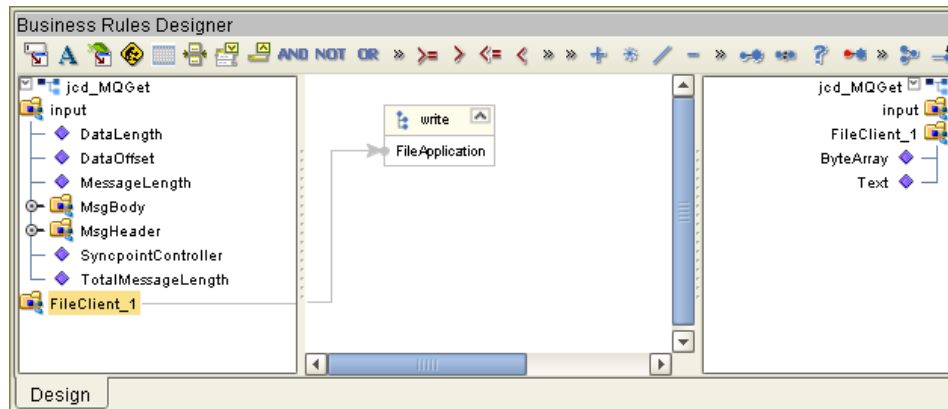 Business Rules Designer
A AND NOT OR » >= > <= < » » + * / − » ? » 
jcd_MQGet
input
DataLength
DataOffset
MessageLength
MsgBody
MsgHeader
SyncpointController
TotalMessageLength
FileClient_1
write
FileApplication
jcd_MQGet
input
FileClient_1
ByteArray
Text
Design